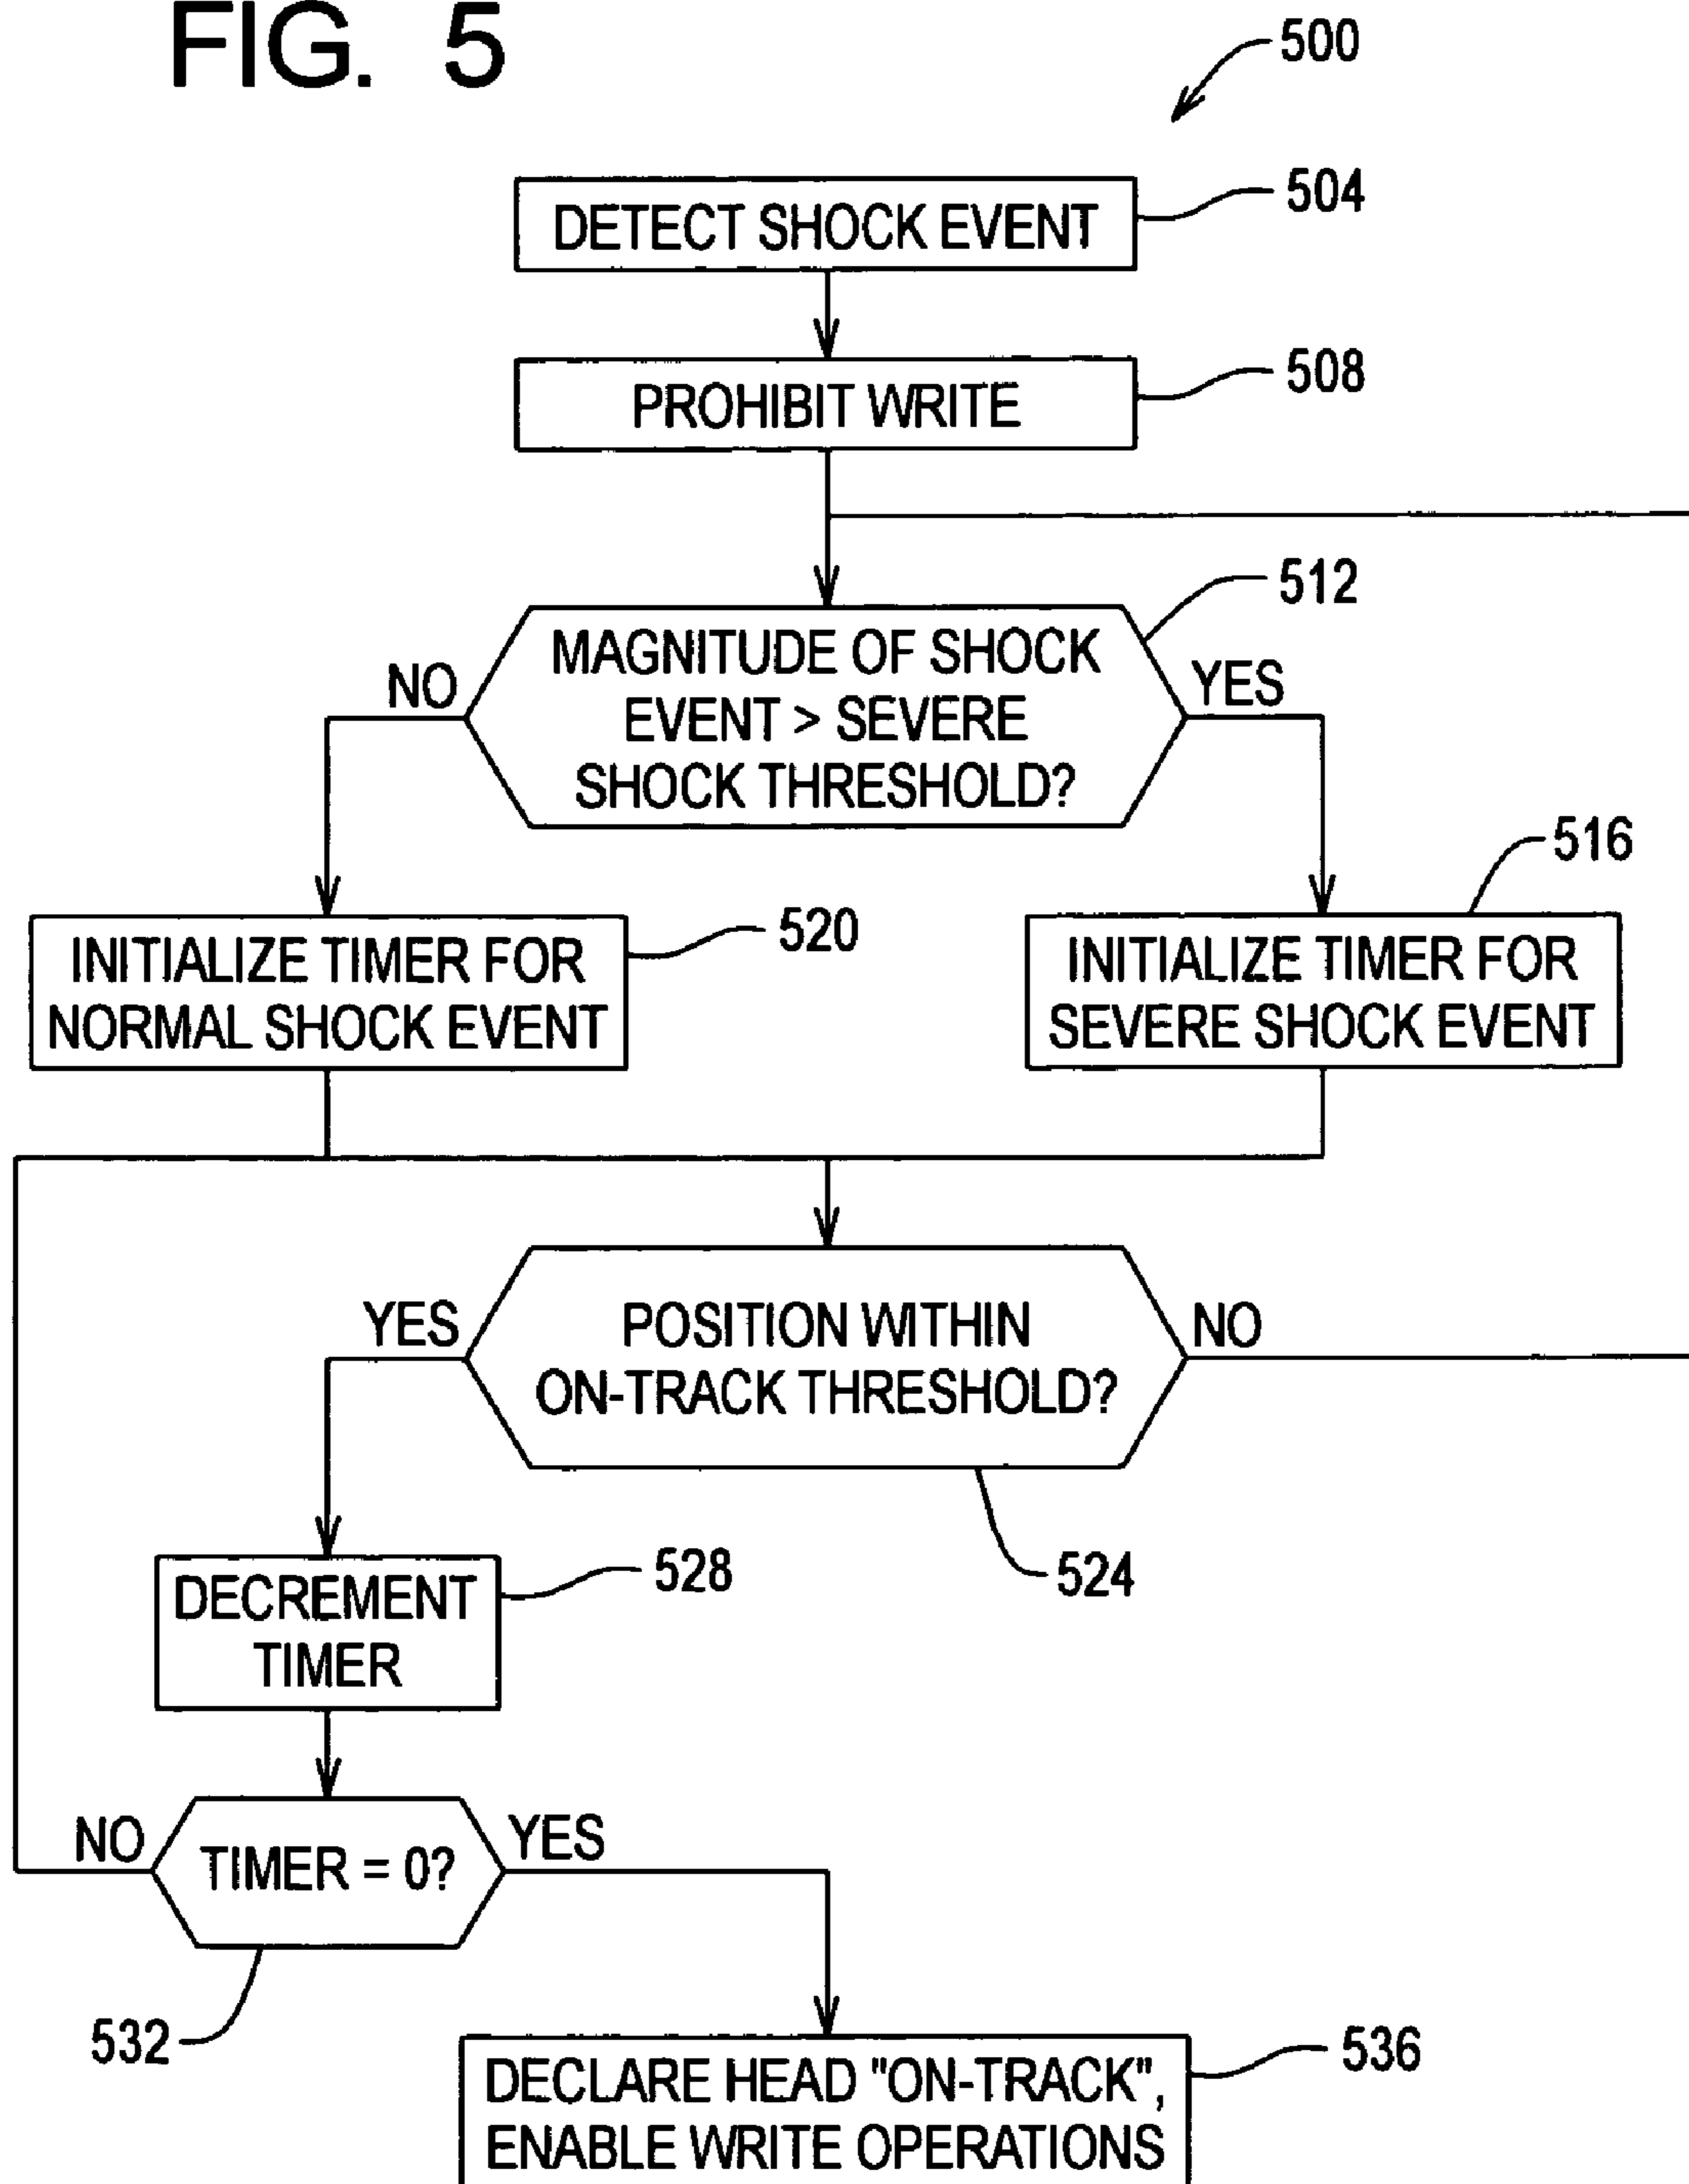 FIG. 5
500
DETECT SHOCK EVENT
504
PROHIBIT WRITE
508
512
MAGNITUDE OF SHOCK
EVENT > SEVERE
SHOCK THRESHOLD?
NO
YES
516
520
INITIALIZE TIMER FOR
NORMAL SHOCK EVENT
INITIALIZE TIMER FOR
SEVERE SHOCK EVENT
YES
POSITION WITHIN
ON-TRACK THRESHOLD?
NO
524
528
DECREMENT
TIMER
NO
TIMER = 0?
YES
532
536
DECLARE HEAD "ON-TRACK",
ENABLE WRITE OPERATIONS